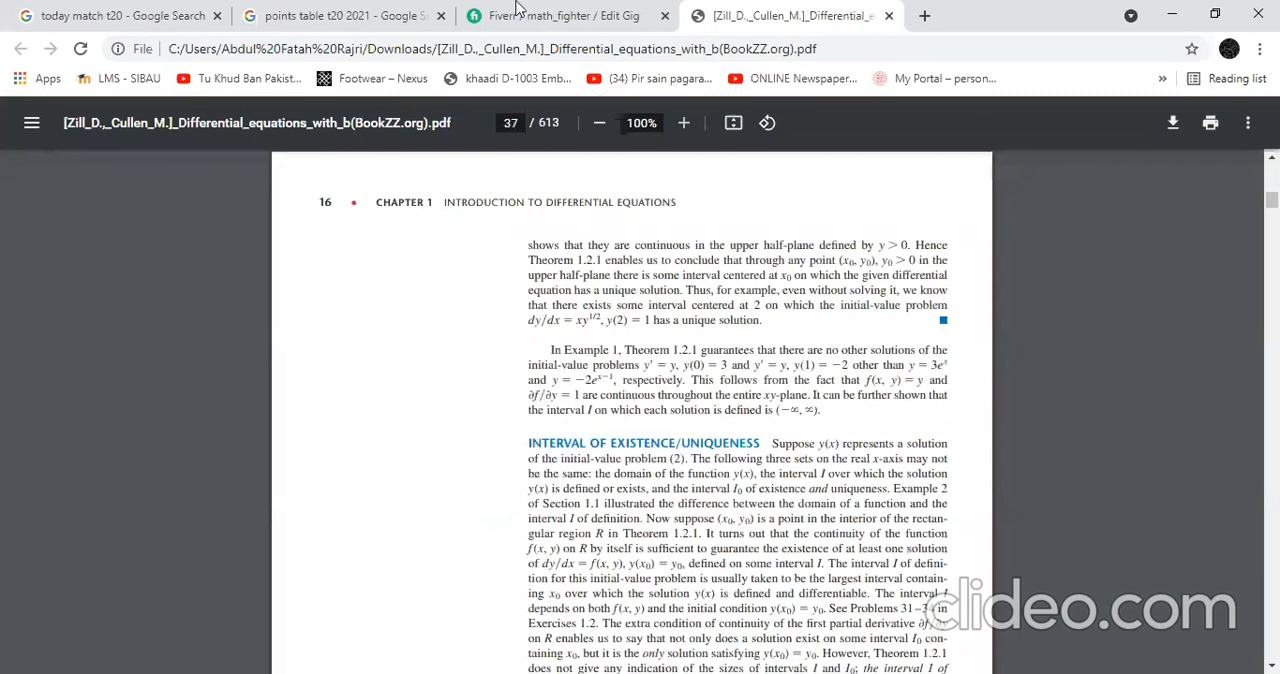 today match t20 - Google Search
points table t20 2021 - Google S
Fiverr math_fighter / Edit Gig
[Zill_D.,_Cullen_M.]_Differential_e
File
C:/Users/Abdul%20Fatah%20Rajri/Downloads/[Zill_D.,_Cullen_M.]_Differential_equations_with_b(BookZZ.org).pdf
Apps
LMS - SIBAU
Tu Khud Ban Pakist...
Footwear – Nexus
khaadi D-1003 Emb...
(34) Pir sain pagara...
ONLINE Newspaper...
My Portal – person...
»
Reading list
[Zill_D.,_Cullen_M.]_Differential_equations_with_b(BookZZ.org).pdf
37 / 613
100%
16 • CHAPTER 1 INTRODUCTION TO DIFFERENTIAL EQUATIONS
shows that they are continuous in the upper half-plane defined by y > 0. Hence
Theorem 1.2.1 enables us to conclude that through any point (x₀, y₀), y₀ > 0 in the
upper half-plane there is some interval centered at x₀ on which the given differential
equation has a unique solution. Thus, for example, even without solving it, we know
that there exists some interval centered at 2 on which the initial-value problem
dy/dx = xy^{1/2}, y(2) = 1 has a unique solution.
In Example 1, Theorem 1.2.1 guarantees that there are no other solutions of the
initial-value problems y′ = y, y(0) = 3 and y′ = y, y(1) = −2 other than y = 3eˣ
and y = −2eˣ⁻¹, respectively. This follows from the fact that f(x, y) = y and
∂f/∂y = 1 are continuous throughout the entire xy-plane. It can be further shown that
the interval I on which each solution is defined is (−∞, ∞).
INTERVAL OF EXISTENCE/UNIQUENESS Suppose y(x) represents a solution
of the initial-value problem (2). The following three sets on the real x-axis may not
be the same: the domain of the function y(x), the interval I over which the solution
y(x) is defined or exists, and the interval I₀ of existence and uniqueness. Example 2
of Section 1.1 illustrated the difference between the domain of a function and the
interval I of definition. Now suppose (x₀, y₀) is a point in the interior of the rectan-
gular region R in Theorem 1.2.1. It turns out that the continuity of the function
f(x, y) on R by itself is sufficient to guarantee the existence of at least one solution
of dy/dx = f(x, y), y(x₀) = y₀, defined on some interval I. The interval I of defini-
tion for this initial-value problem is usually taken to be the largest interval contain-
ing x₀ over which the solution y(x) is defined and differentiable. The interval I
depends on both f(x, y) and the initial condition y(x₀) = y₀. See Problems 31–34 in
Exercises 1.2. The extra condition of continuity of the first partial derivative ∂f/∂y
on R enables us to say that not only does a solution exist on some interval I₀ con-
taining x₀, but it is the only solution satisfying y(x₀) = y₀. However, Theorem 1.2.1
does not give any indication of the sizes of intervals I and I₀; the interval I of
clideo.com